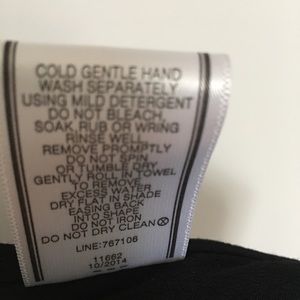 COLD GENTLE HAND
WASH SEPARATELY
USING MILD DETERGENT
DO NOT BLEACH,
SOAK, RUB OR WRING
RINSE WELL
REMOVE PROMPTLY
DO NOT SPIN
OR TUMBLE DRY
GENTLY ROLL IN TOWEL
TO REMOVE
EXCESS WATER
DRY FLAT IN SHADE
EASING BACK
INTO SHAPE
DO NOT IRON
DO NOT DRY CLEAN
LINE:767106
11662
10/2014